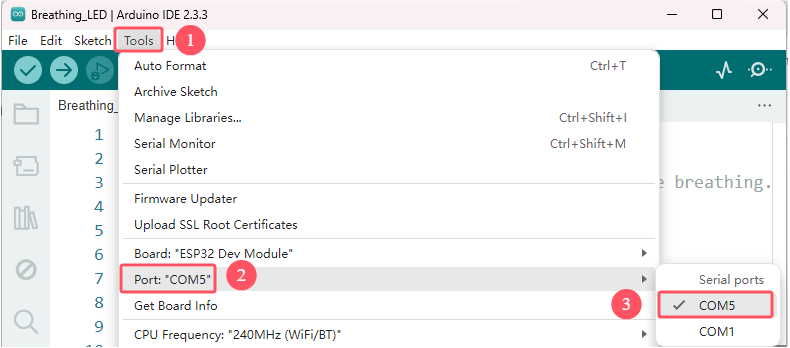 Breathing_LED | Arduino IDE 2.3.3
File Edit Sketch Tools H 1
Auto Format Ctrl+T
Breathing_ Archive Sketch
1 Manage Libraries... Ctrl+Shift+I
2 Serial Monitor Ctrl+Shift+M
3 Serial Plotter e breathing.
4 Firmware Updater
5 Upload SSL Root Certificates
6 Board: "ESP32 Dev Module"
7 Port: "COM5" 2 Serial ports
8 Get Board Info 3 COM5
9 CPU Frequency: "240MHz (WiFi/BT)" COM1